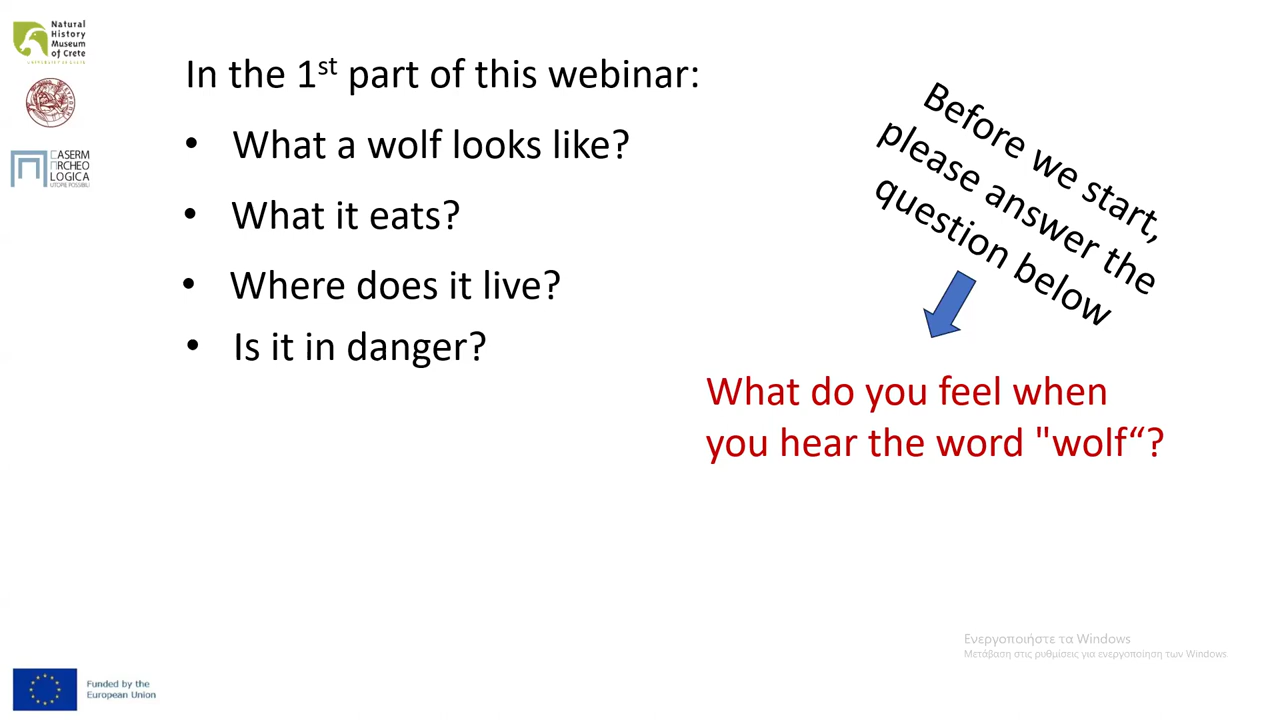 Natural
History
Museum
of Crete
In the 1st part of this webinar:
• What a wolf looks like?
• What it eats?
• Where does it live?
• Is it in danger?
Before we start,
please answer the
question below
What do you feel when
you hear the word "wolf“?
CASERM
ARCHEO
LOGICA
UTOPIE POSSIBILI
Ενεργοποιήστε τα Windows
Μετάβαση στις ρυθμίσεις για ενεργοποίηση των Windows
Funded by the
European Union